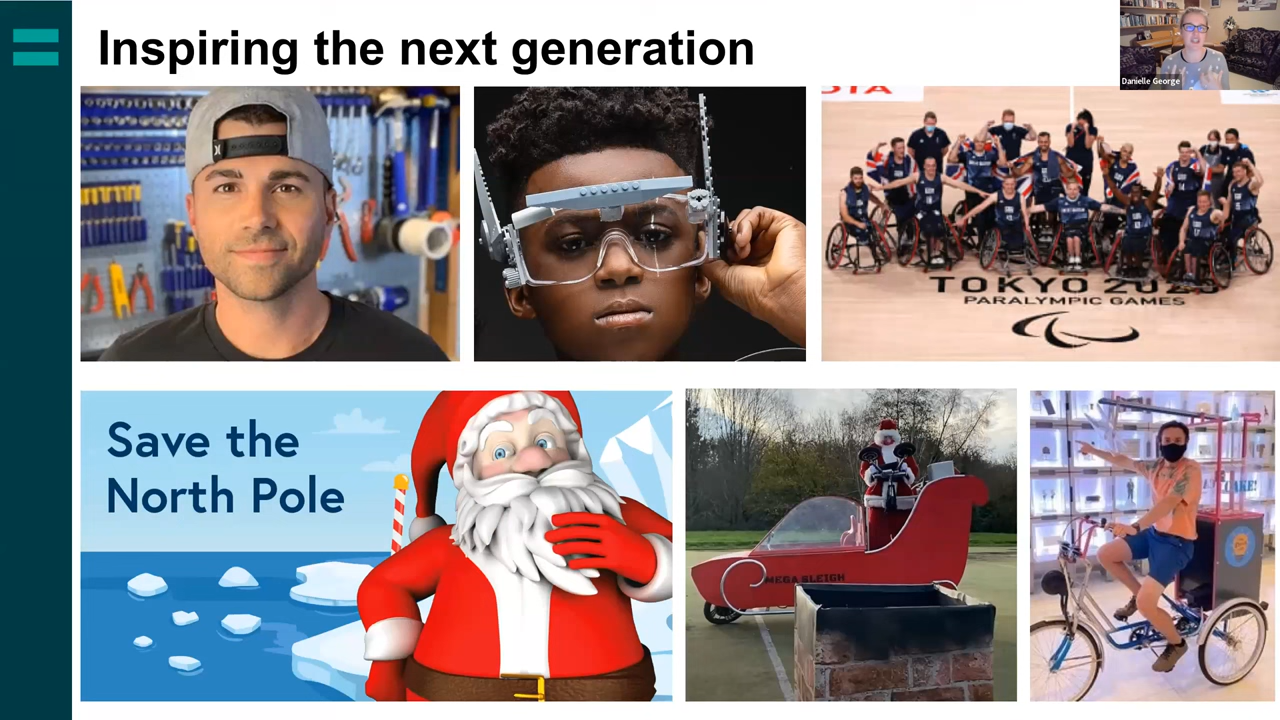 Inspiring the next generation
Danielle George
TOKYO 2020
PARALYMPIC GAMES
Save the
North Pole
MEGA SLEIGH